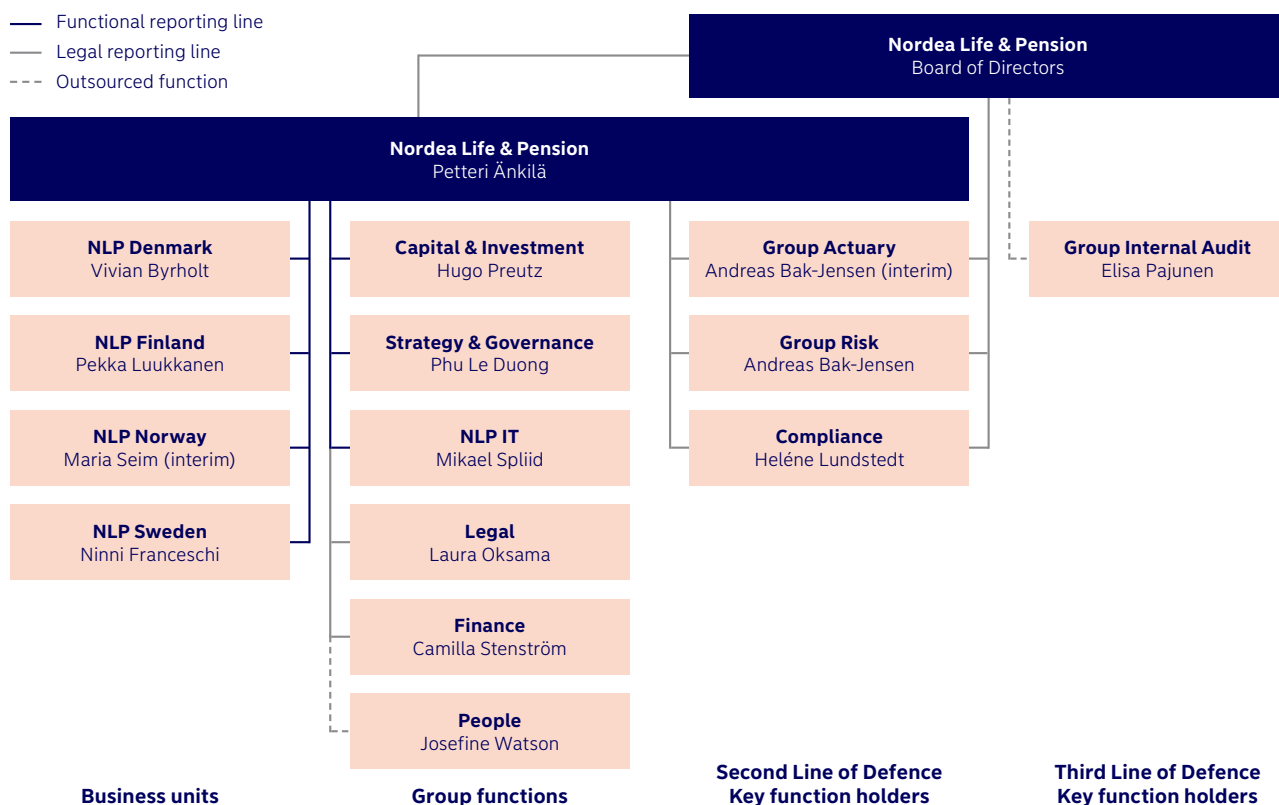 Functional reporting line
Legal reporting line
Outsourced function
Nordea Life & Pension
Board of Directors
Nordea Life & Pension
Petteri Änkilä
NLP Denmark
Vivian Byrholt
NLP Finland
Pekka Luukkanen
NLP Norway
Maria Seim (interim)
NLP Sweden
Ninni Franceschi
Business units
Capital & Investment
Hugo Preutz
Strategy & Governance
Phu Le Duong
NLP IT
Mikael Spliid
Legal
Laura Oksama
Finance
Camilla Stenström
People
Josefine Watson
Group functions
Group Actuary
Andreas Bak-Jensen (interim)
Group Risk
Andreas Bak-Jensen
Compliance
Heléne Lundstedt
Second Line of Defence
Key function holders
Group Internal Audit
Elisa Pajunen
Third Line of Defence
Key function holders